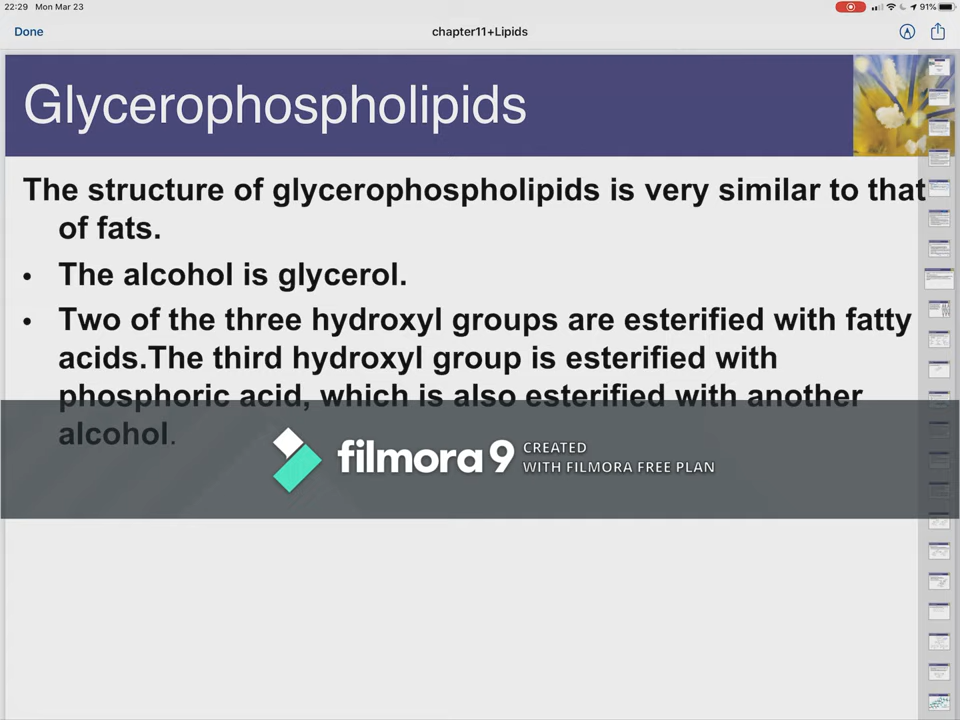 22:29 Mon Mar 23
91%
Done
chapter11+Lipids
Glycerophospholipids
The structure of glycerophospholipids is very similar to that
of fats.
• The alcohol is glycerol.
• Two of the three hydroxyl groups are esterified with fatty
acids.The third hydroxyl group is esterified with
phosphoric acid, which is also esterified with another
alcohol.
filmora 9
CREATED
WITH FILMORA FREE PLAN